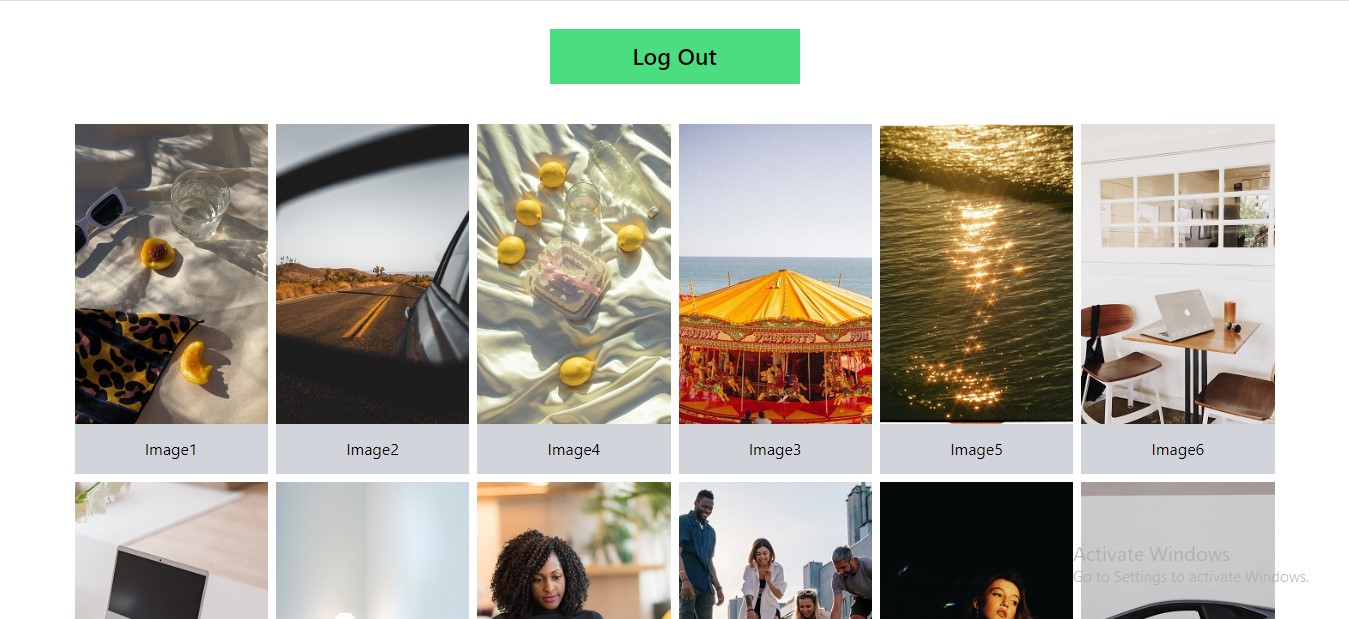 Log Out
Image1
Image2
Image4
Image3
Image5
Image6
Activate Windows
Go to Settings to activate Windows.